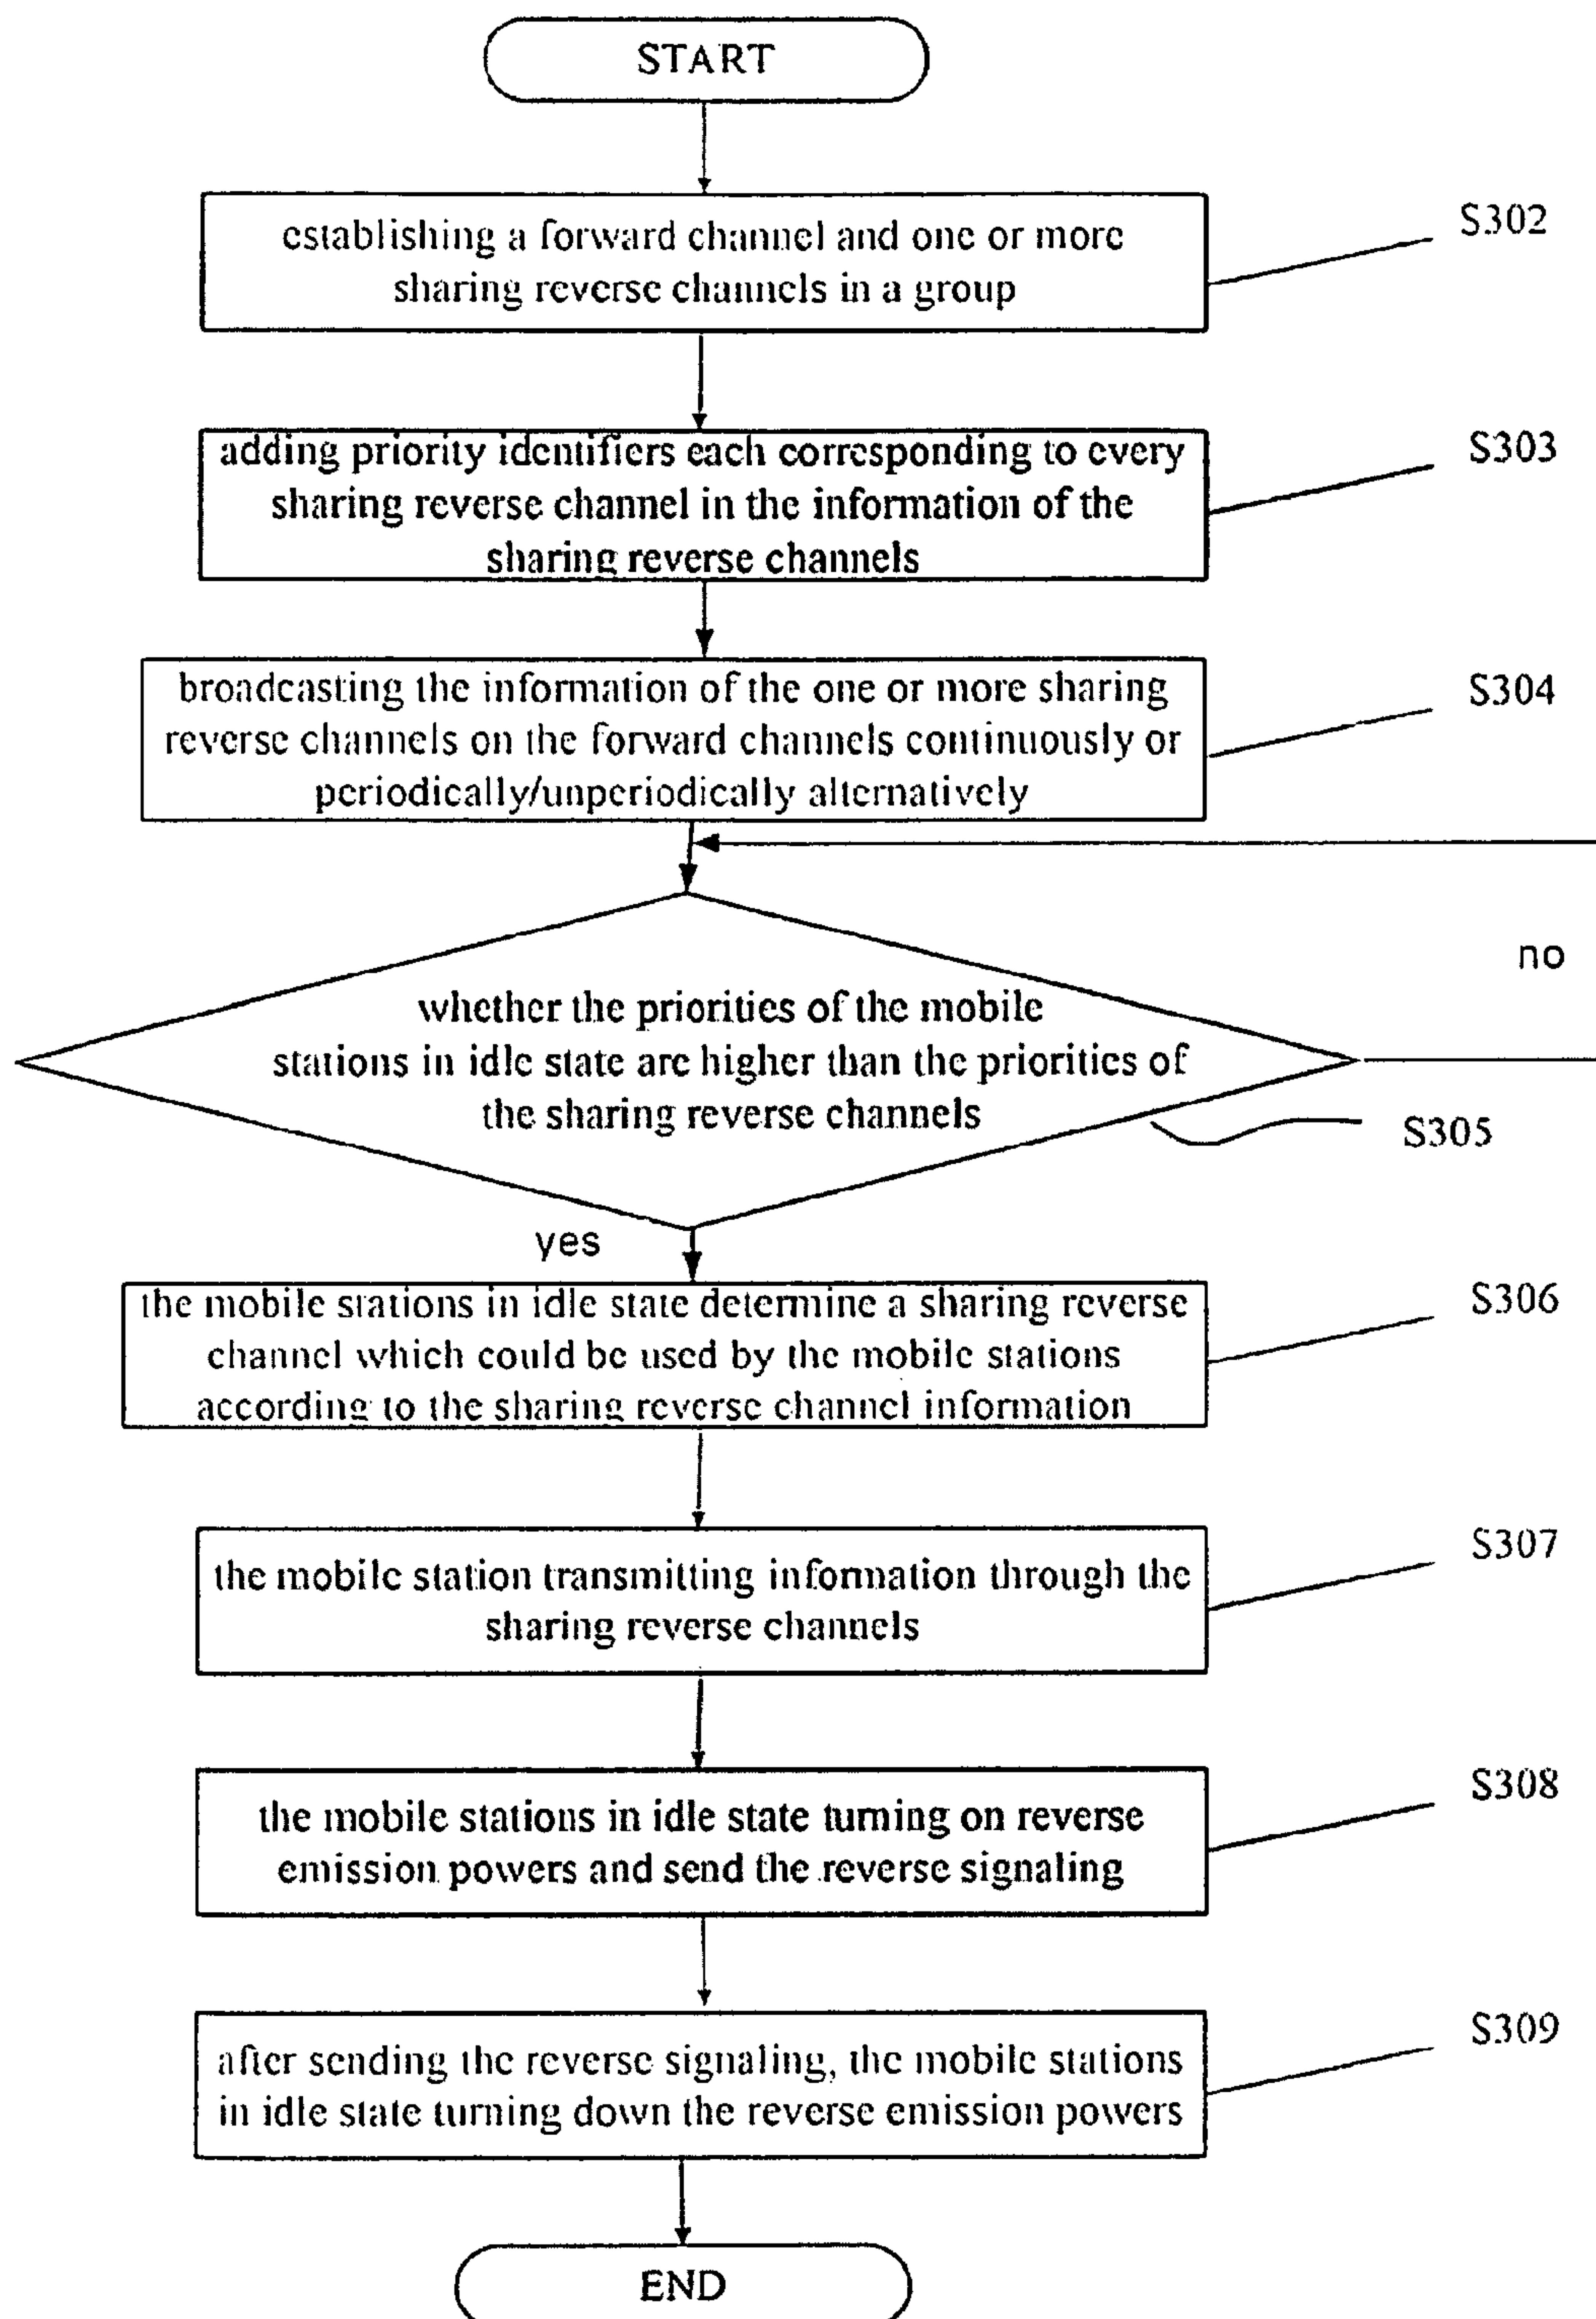 START
establishing a forward channel and one or more
sharing reverse channels in a group
S302
adding priority identifiers each corresponding to every
sharing reverse channel in the information of the
sharing reverse channels
S303
broadcasting the information of the one or more sharing
reverse channels on the forward channels continuously or
periodically/unperiodically alternatively
S304
no
whether the priorities of the mobile
stations in idle state are higher than the priorities of
the sharing reverse channels
S305
yes
the mobile stations in idle state determine a sharing reverse
channel which could be used by the mobile stations
according to the sharing reverse channel information
S306
the mobile station transmitting information through the
sharing reverse channels
S307
the mobile stations in idle state turning on reverse
emission powers and send the reverse signaling
S308
after sending the reverse signaling, the mobile stations
in idle state turning down the reverse emission powers
S309
END